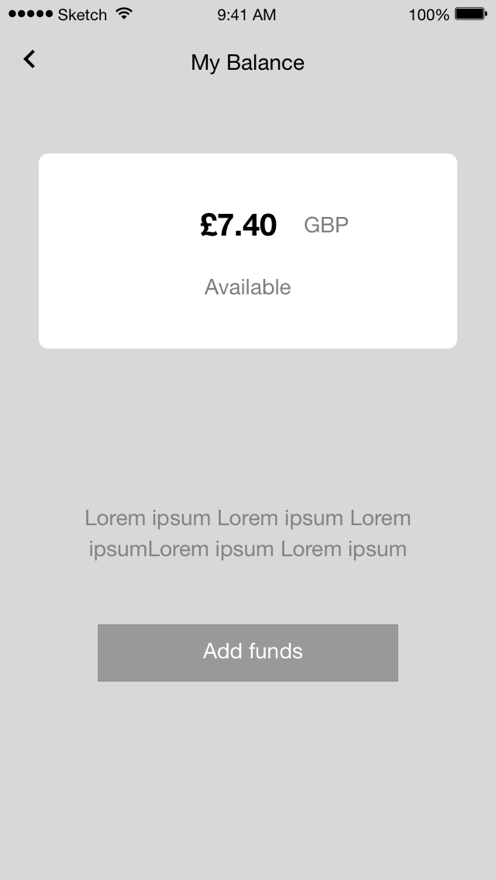 Sketch 9:41 AM 100%
My Balance
£7.40 GBP
Available
Lorem ipsum Lorem ipsum Lorem
ipsumLorem ipsum Lorem ipsum
Add funds